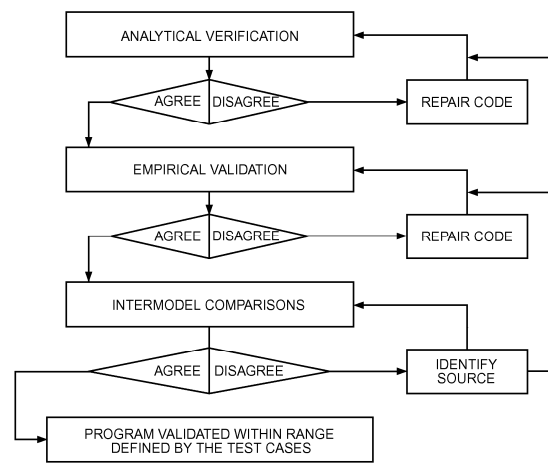 ANALYTICAL VERIFICATION
AGREE DISAGREE
REPAIR CODE
EMPIRICAL VALIDATION
AGREE DISAGREE
REPAIR CODE
INTERMODEL COMPARISONS
AGREE DISAGREE
IDENTIFY
SOURCE
PROGRAM VALIDATED WITHIN RANGE
DEFINED BY THE TEST CASES